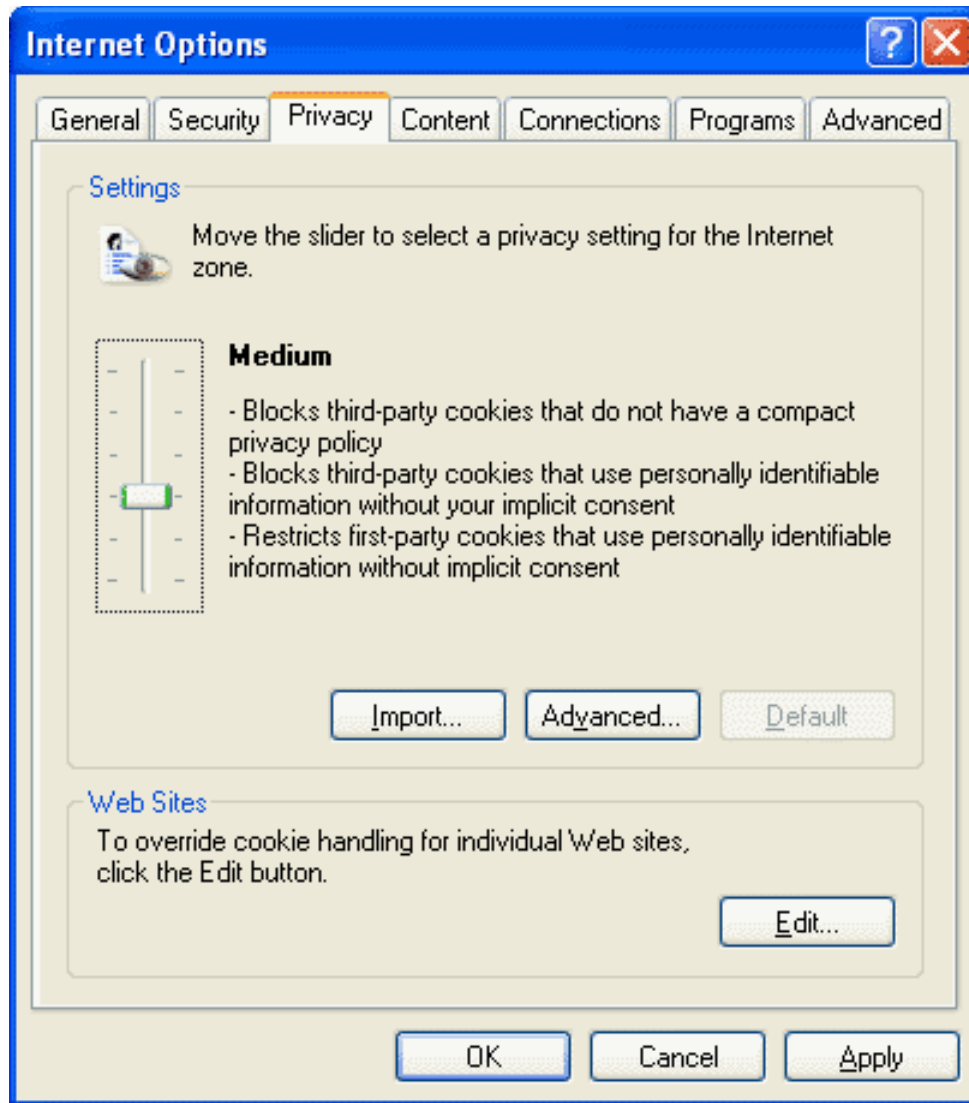 Internet Options
?
General Security Privacy Content Connections Programs Advanced
Settings
Move the slider to select a privacy setting for the Internet
zone.
Medium
- Blocks third-party cookies that do not have a compact
privacy policy
- Blocks third-party cookies that use personally identifiable
information without your implicit consent
- Restricts first-party cookies that use personally identifiable
information without implicit consent
Import... Advanced... Default
Web Sites
To override cookie handling for individual Web sites,
click the Edit button.
Edit...
OK Cancel Apply